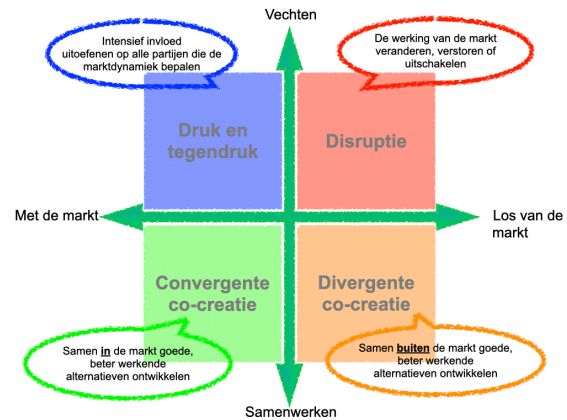 Vechten
Intensief invloed
uitoefenen op alle partijen die de
marktdynamiek bepalen
De werking van de markt
veranderen, verstoren of
uitschakelen
Druk en
tegendruk
Disruptie
Met de markt
Los van de
markt
Convergente
co-creatie
Divergente
co-creatie
Samen in de markt goede,
beter werkende
alternatieven ontwikkelen
Samen buiten de markt goede,
beter werkende
alternatieven ontwikkelen
Samenwerken